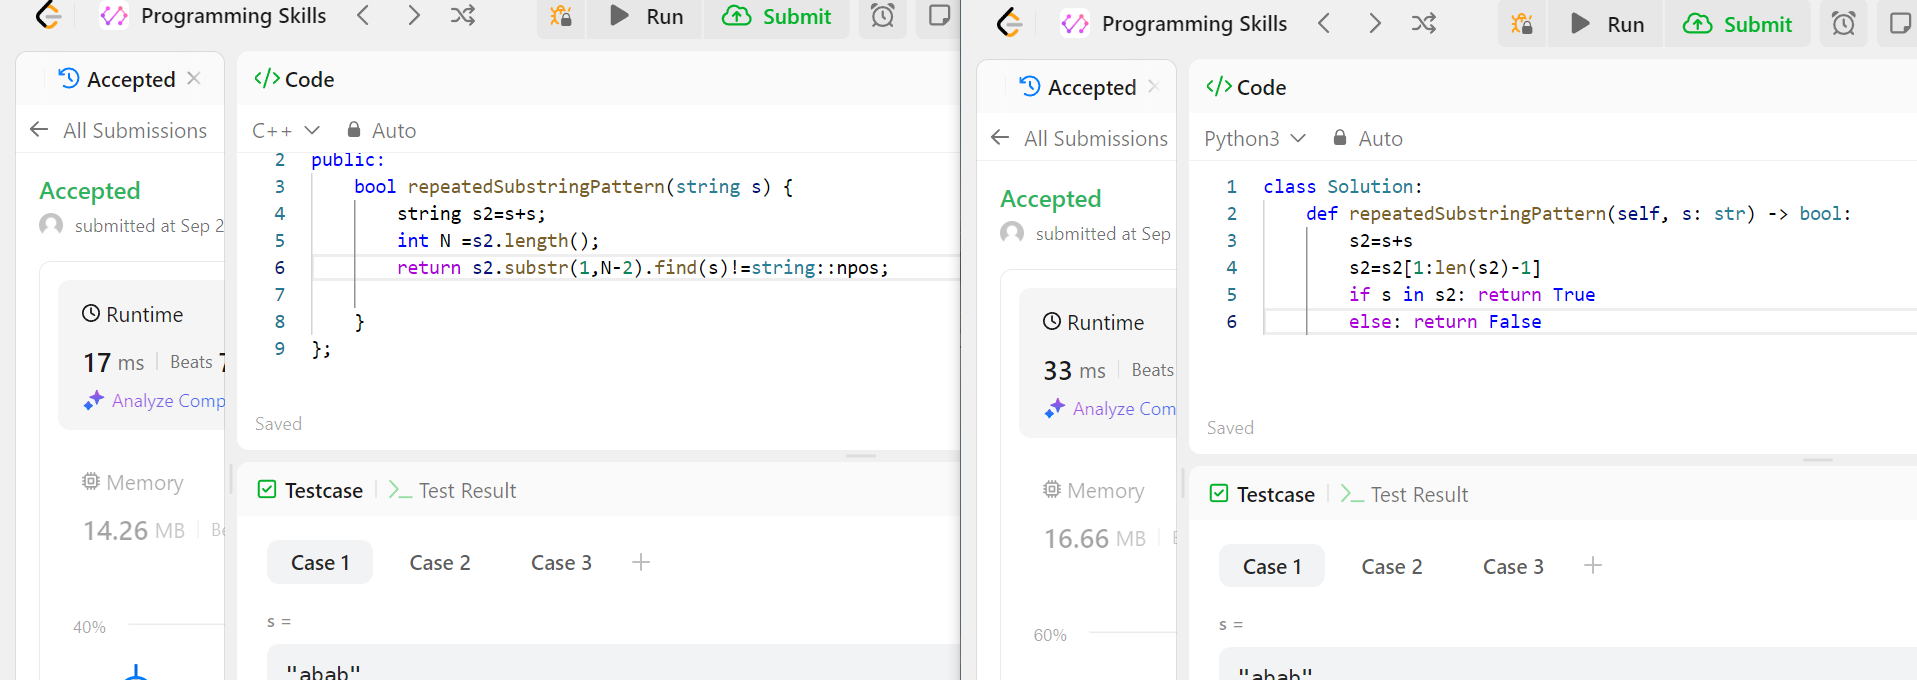 Programming Skills
Run
Submit
Accepted
All Submissions
Accepted
submitted at Sep 2
Runtime
17 ms
Beats 7
Analyze Comp
Memory
14.26 MB
40%
</> Code
C++
Auto
2 public:
3 bool repeatedSubstringPattern(string s) {
4 string s2=s+s;
5 int N =s2.length();
6 return s2.substr(1,N-2).find(s)!=string::npos;
7
8 }
9 };
Saved
Testcase
Test Result
Case 1
Case 2
Case 3
s =
"abab"
Programming Skills
Run
Submit
Accepted
All Submissions
Accepted
submitted at Sep
Runtime
33 ms
Beats
Analyze Com
Memory
16.66 MB
60%
</> Code
Python3
Auto
1 class Solution:
2 def repeatedSubstringPattern(self, s: str) -> bool:
3 s2=s+s
4 s2=s2[1:len(s2)-1]
5 if s in s2: return True
6 else: return False
Saved
Testcase
Test Result
Case 1
Case 2
Case 3
s =
"abab"